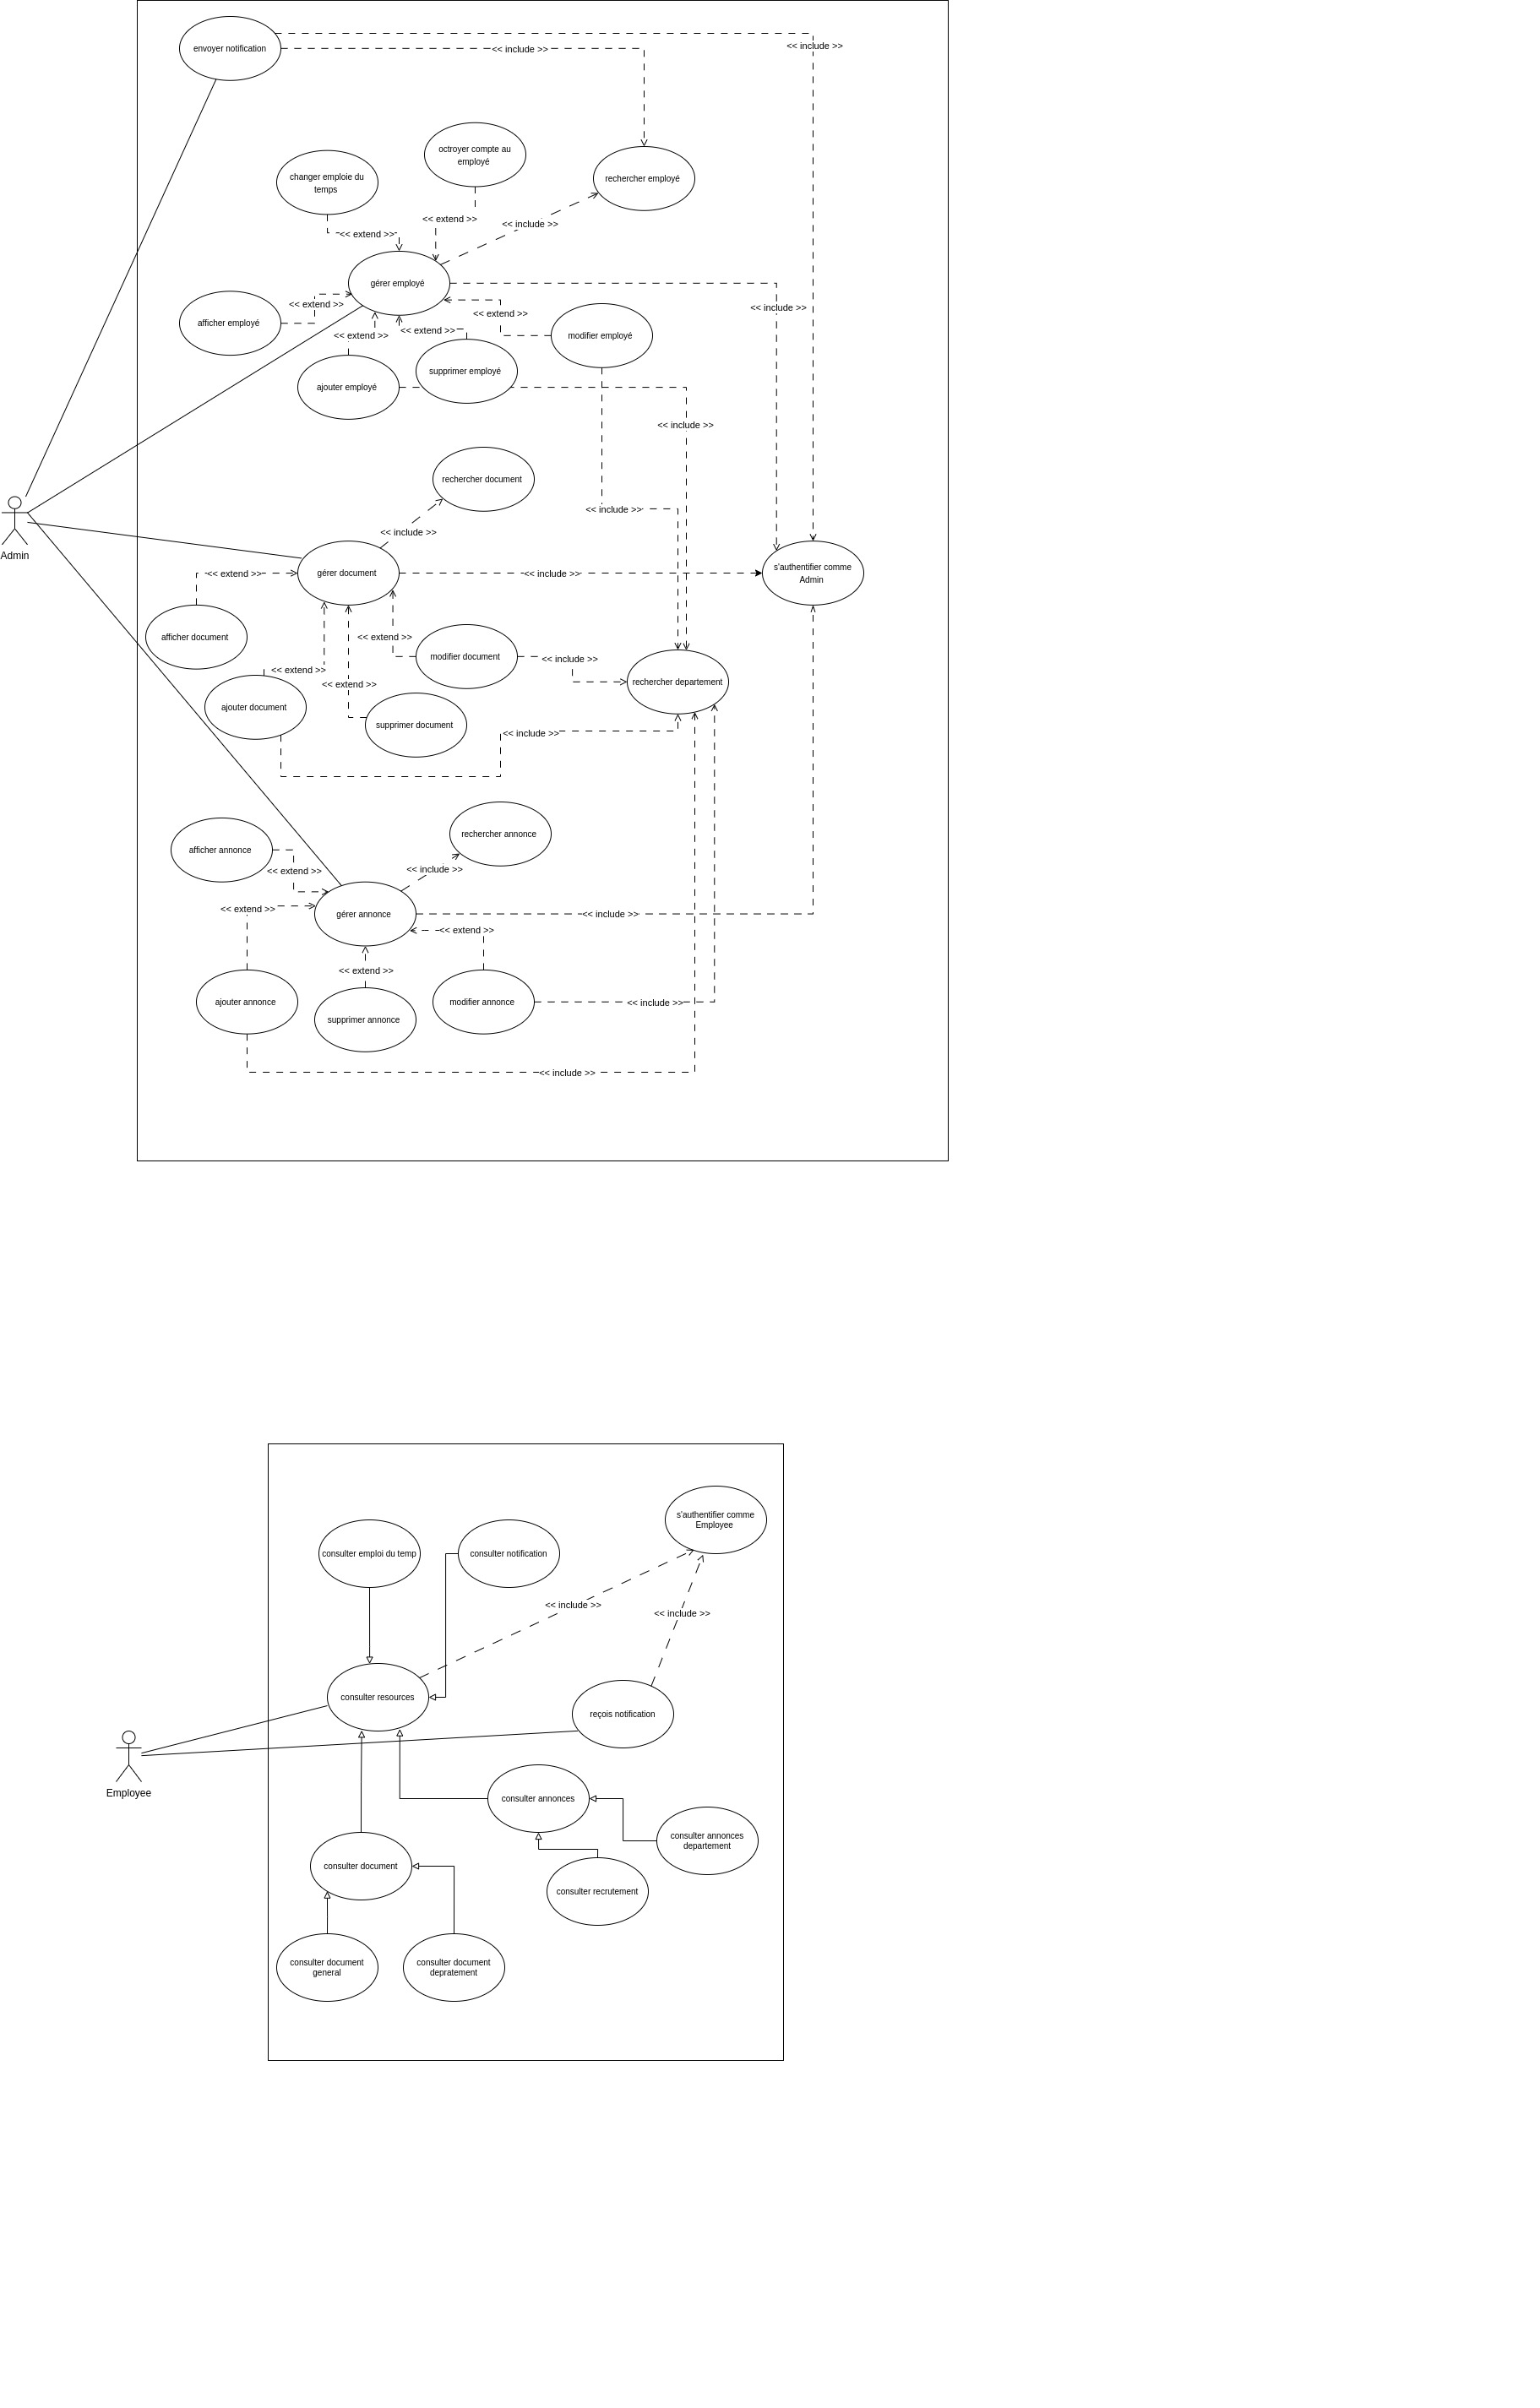 envoyer notification
<< include >>
<< include >>
octroyer compte au
employé
changer emploie du
temps
rechercher employé
<< extend >>
<< include >>
<< extend >>
gérer employé
<< extend >>
<< include >>
<< extend >>
afficher employé
<< extend >>
<< extend >>
modifier employé
supprimer employé
ajouter employé
<< include >>
rechercher document
<< include >>
<< include >>
Admin
gérer document
<< extend >>
<< include >>
s'authentifier comme
Admin
afficher document
<< extend >>
modifier document
<< include >>
<< extend >>
<< extend >>
rechercher departement
ajouter document
supprimer document
<< include >>
rechercher annonce
afficher annonce
<< extend >>
<< include >>
<< extend >>
gérer annonce
<< include >>
<< extend >>
<< extend >>
ajouter annonce
modifier annonce
<< include >>
supprimer annonce
<< include >>
s'authentifier comme
Employee
consulter emploi du temp
consulter notification
<< include >>
<< include >>
consulter resources
reçois notification
Employee
consulter annonces
consulter annonces
departement
consulter document
consulter recrutement
consulter document
general
consulter document
depratement